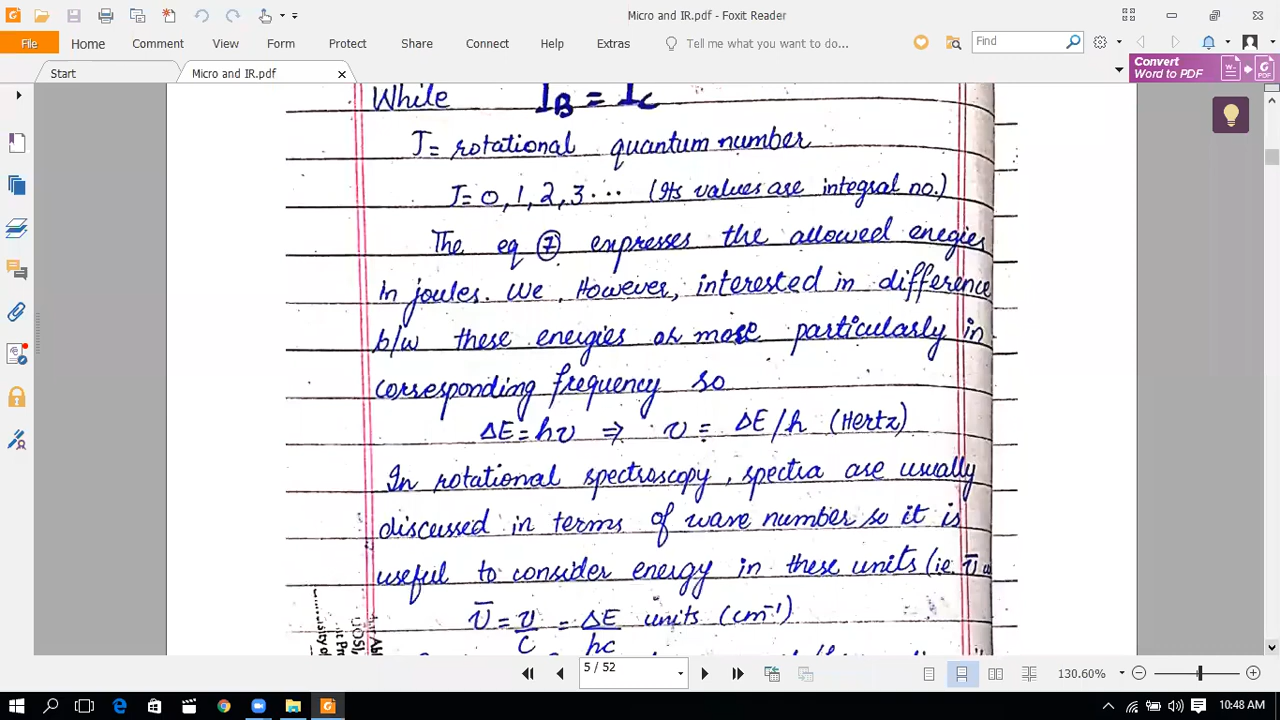 Micro and IR.pdf - Foxit Reader
File Home Comment View Form Protect Share Connect Help Extras Tell me what you want to do... Find
Start Micro and IR.pdf Convert Word to PDF
While I_B = I_C
J= rotational quantum number
J= 0, 1, 2, 3... (Its values are integral no.)
The eq ⑦ expresses the allowed enegies
In joules. We, However, interested in difference
b/w these energies or more particularly in
corresponding frequency so
ΔE = hν ⇒ ν = ΔE/h (Hertz)
In rotational spectroscopy, spectra are usually
discussed in terms of wave number so it is
useful to consider energy in these units (i.e. ν̄
ν̄ = ν/C = ΔE/hc units (cm⁻¹)
5 / 52 130.60%
10:48 AM